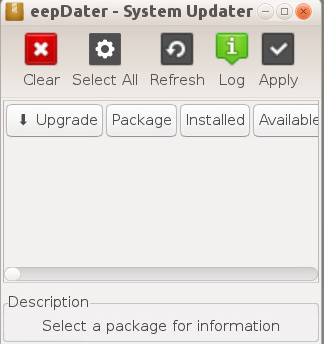 eepDater - System Updater
Clear Select All Refresh Log Apply
Upgrade Package Installed Available
Description
Select a package for information